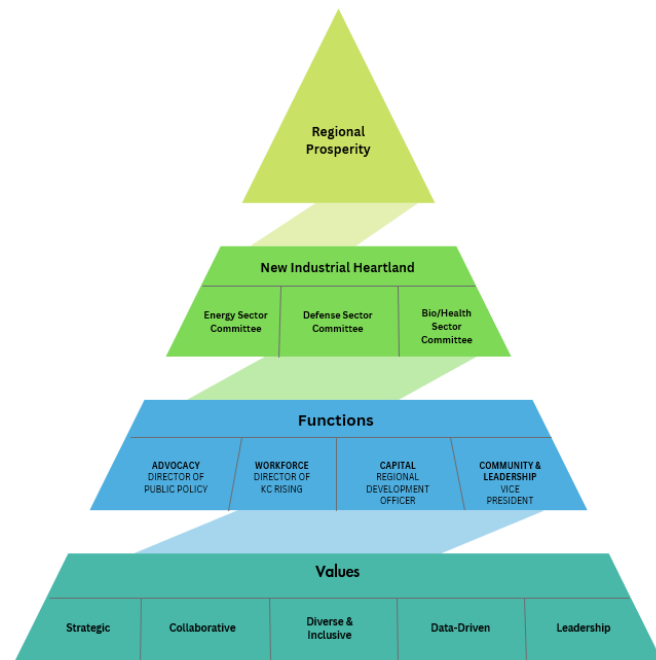 Regional
Prosperity
New Industrial Heartland
Energy Sector
Committee
Defense Sector
Committee
Bio/Health
Sector
Committee
Functions
ADVOCACY
DIRECTOR OF
PUBLIC POLICY
WORKFORCE
DIRECTOR OF
KC RISING
CAPITAL
REGIONAL
DEVELOPMENT
OFFICER
COMMUNITY &
LEADERSHIP
VICE
PRESIDENT
Values
Strategic
Collaborative
Diverse &
Inclusive
Data-Driven
Leadership